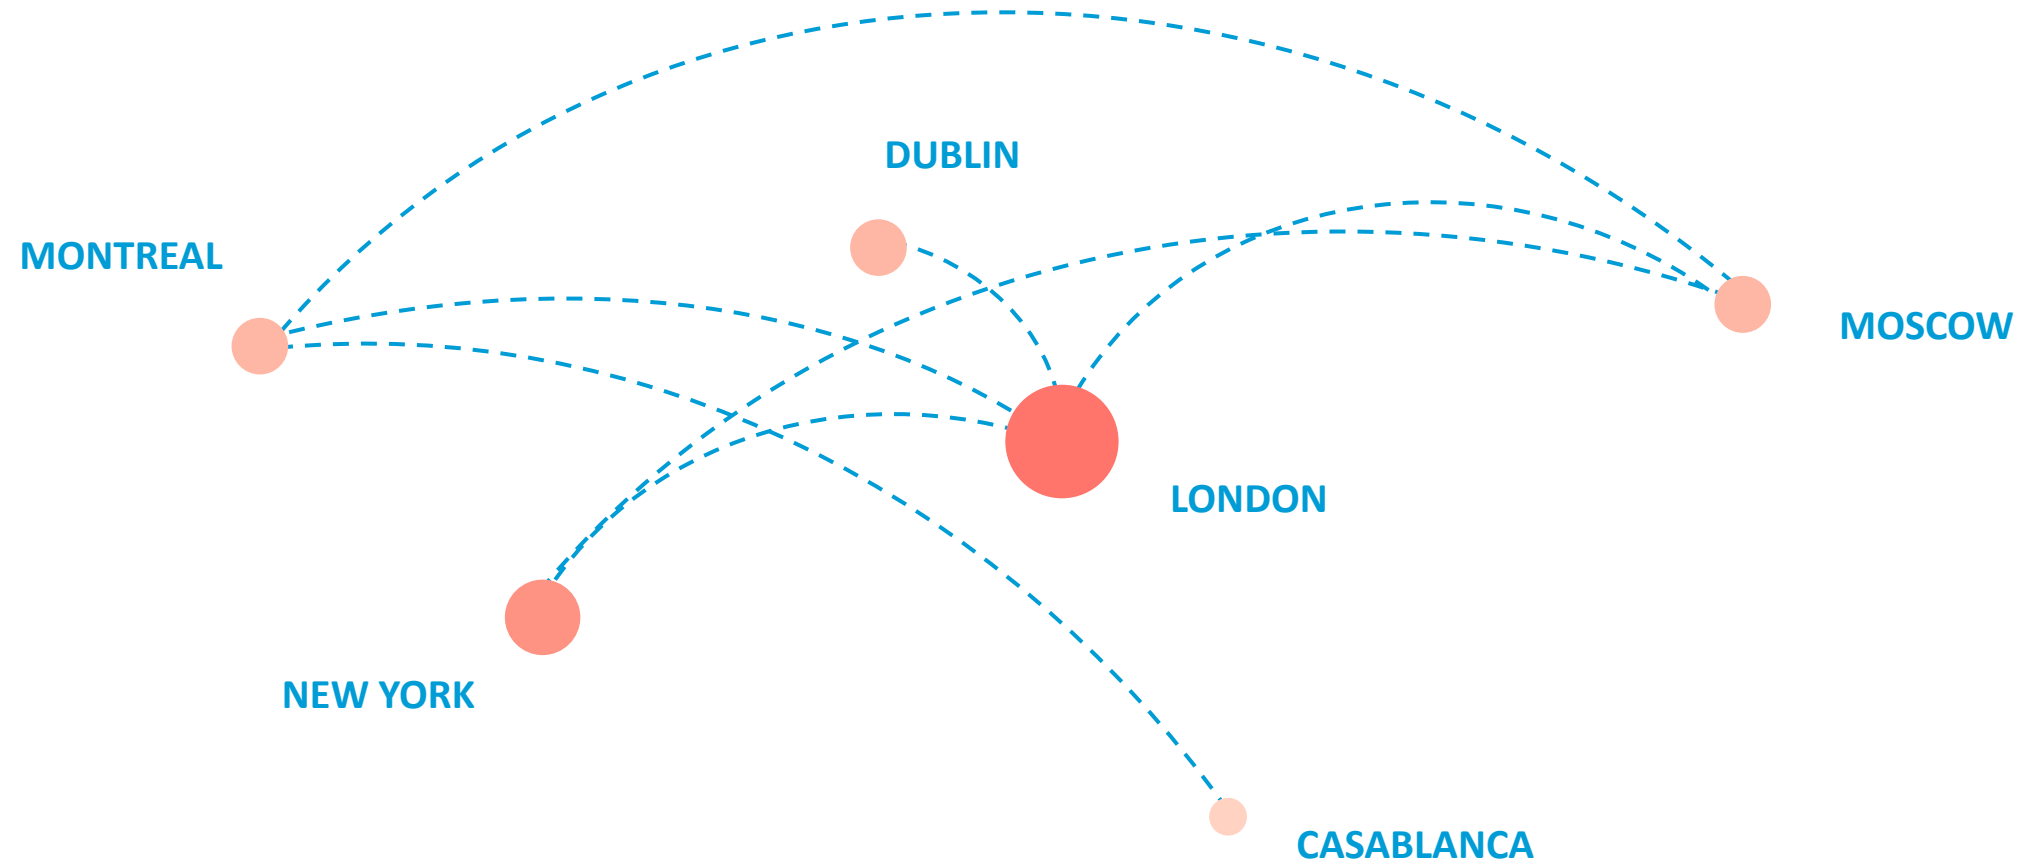 DUBLIN
MONTREAL
MOSCOW
LONDON
NEW YORK
CASABLANCA